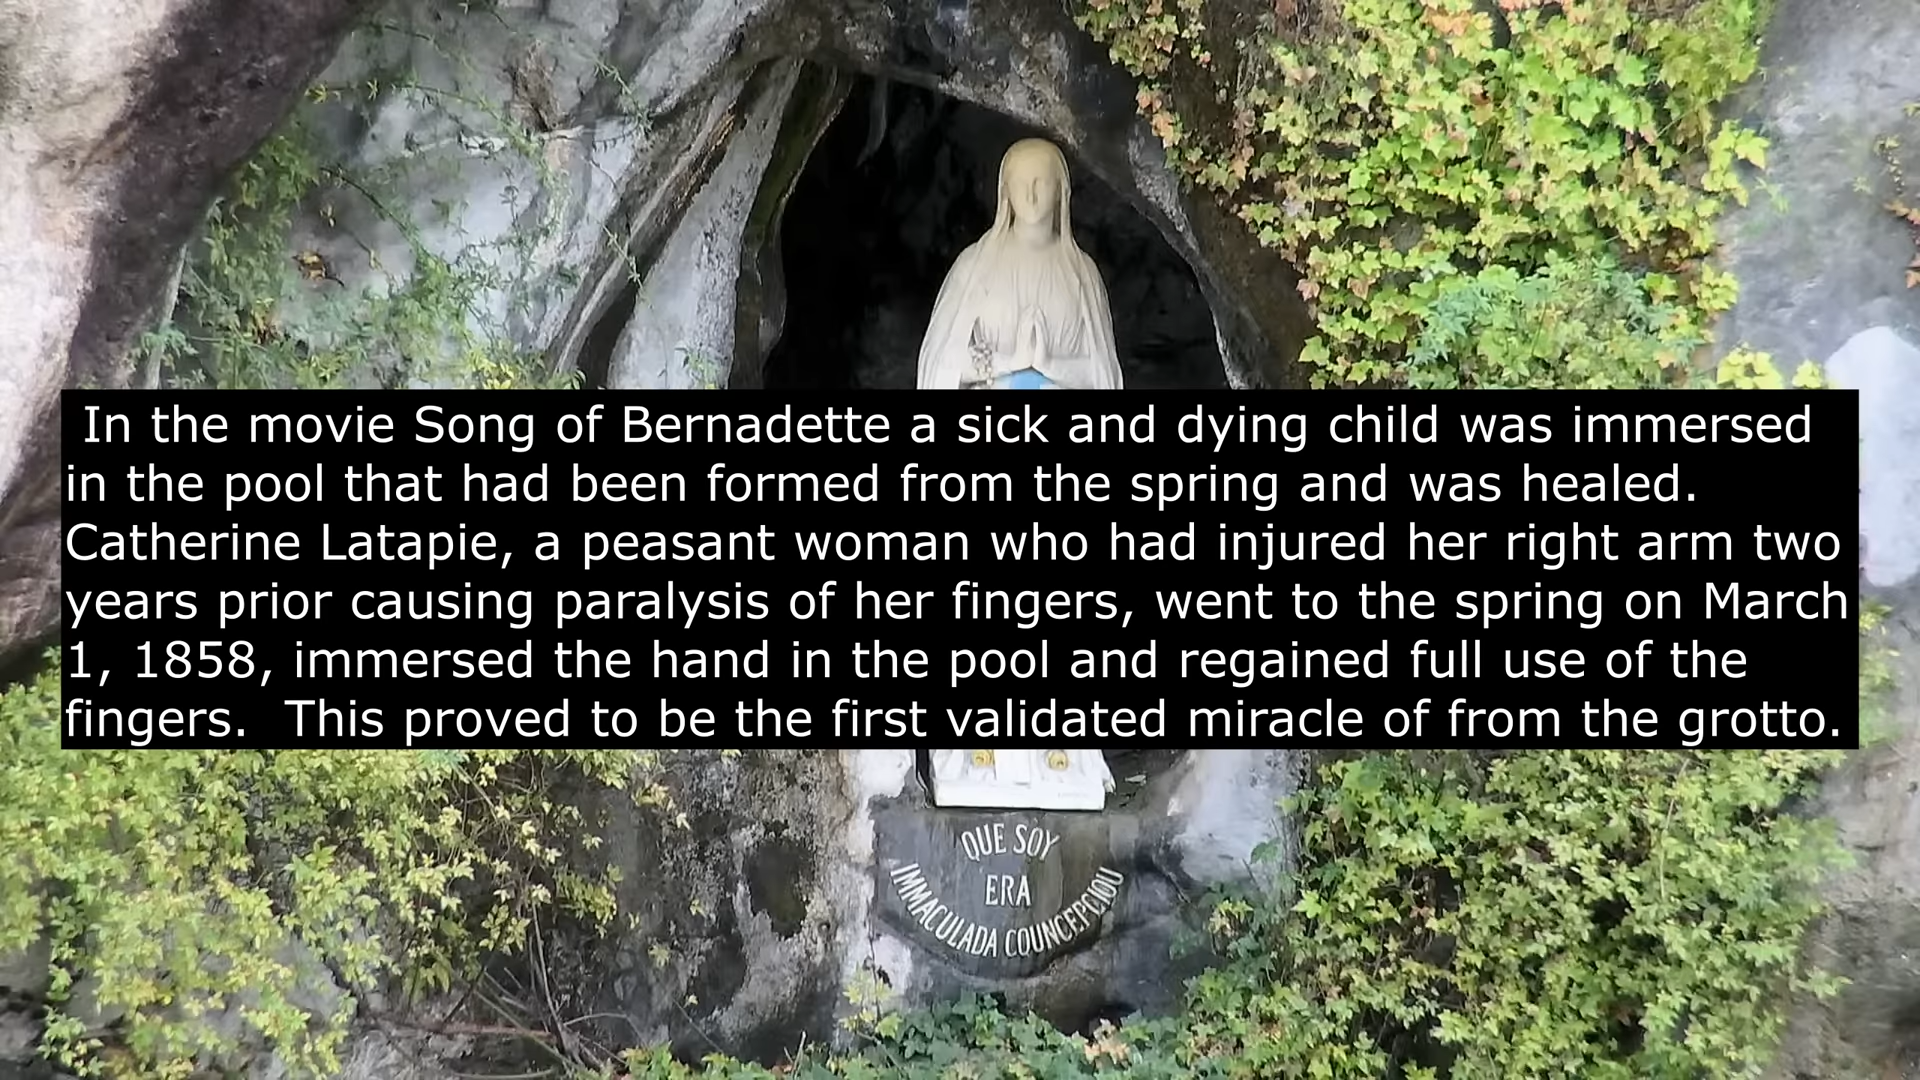 In the movie Song of Bernadette a sick and dying child was immersed
in the pool that had been formed from the spring and was healed.
Catherine Latapie, a peasant woman who had injured her right arm two
years prior causing paralysis of her fingers, went to the spring on March
1, 1858, immersed the hand in the pool and regained full use of the
fingers.  This proved to be the first validated miracle of from the grotto.
QUE SOY
ERA
IMMACULADA COUNCEPCIOU